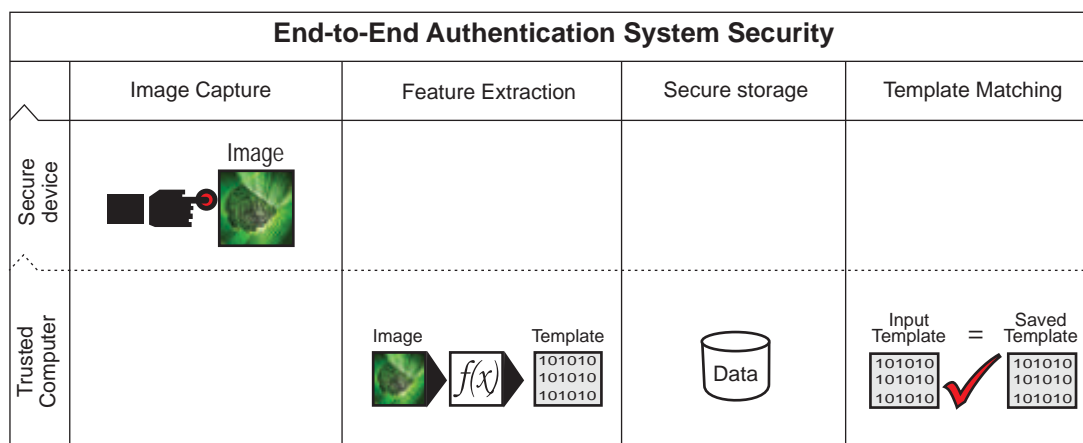 End-to-End Authentication System Security
Image Capture
Feature Extraction
Secure storage
Template Matching
Secure
device
Image
Trusted
Computer
Image
Template
f(x)
101010
101010
101010
Data
Input
Template
=
Saved
Template
101010
101010
101010
101010
101010
101010